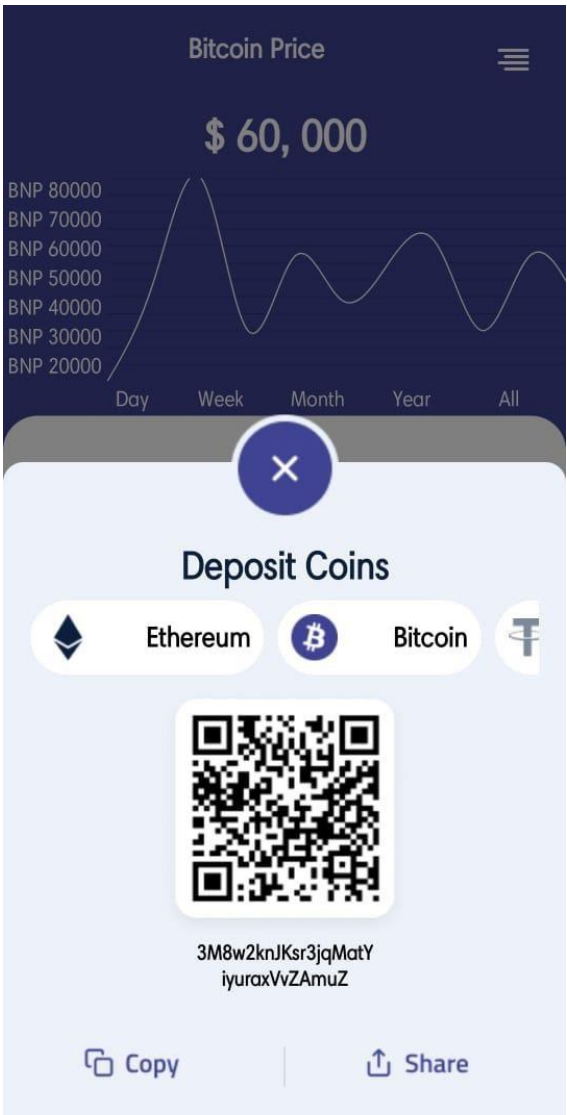 Bitcoin Price
$ 60, 000
BNP 80000
BNP 70000
BNP 60000
BNP 50000
BNP 40000
BNP 30000
BNP 20000
Day Week Month Year All
Deposit Coins
Ethereum Bitcoin
3M8w2knJKsr3jqMatY
iyuraxVvZAmuZ
Copy Share